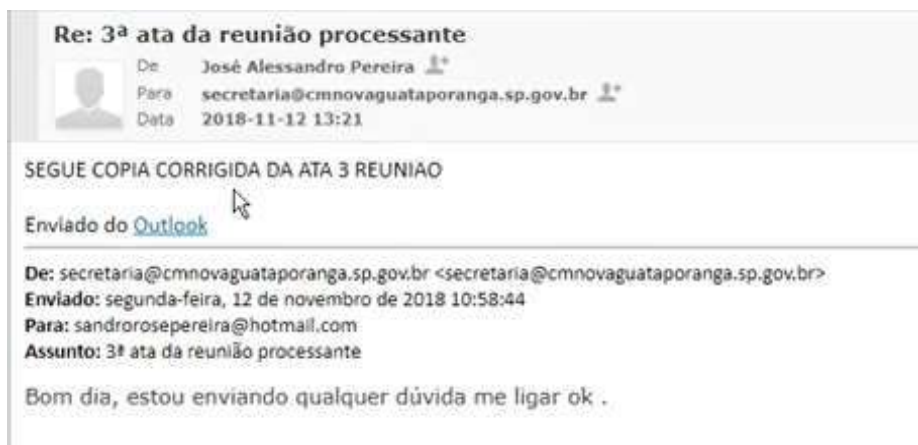 Re: 3ª ata da reunião processante
De José Alessandro Pereira
Para secretaria@cmnovaguataporanga.sp.gov.br
Data 2018-11-12 13:21
SEGUE COPIA CORRIGIDA DA ATA 3 REUNIAO
Enviado do Outlook
De: secretaria@cmnovaguataporanga.sp.gov.br <secretaria@cmnovaguataporanga.sp.gov.br>
Enviado: segunda-feira, 12 de novembro de 2018 10:58:44
Para: sandrorosepereira@hotmail.com
Assunto: 3ª ata da reunião processante
Bom dia, estou enviando qualquer dúvida me ligar ok .